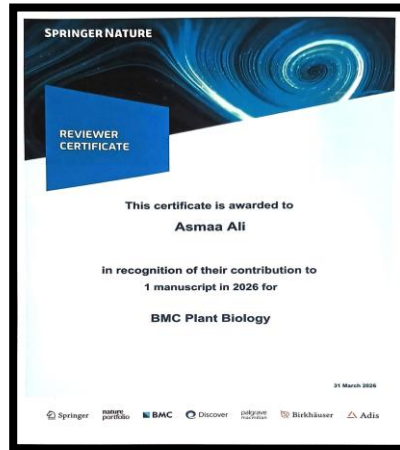 SPRINGER NATURE
REVIEWER
CERTIFICATE
This certificate is awarded to
Asmaa Ali
in recognition of their contribution to
1 manuscript in 2026 for
BMC Plant Biology
31 March 2026
Springer nature portfolio BMC Discover palgrave macmillan Birkhäuser Adis